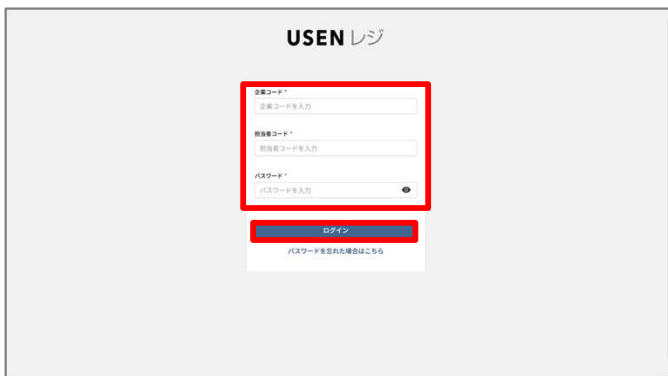 USEN レジ
企業コード *
企業コードを入力
担当者コード *
担当者コードを入力
パスワード *
パスワードを入力
ログイン
パスワードを忘れた場合はこちら